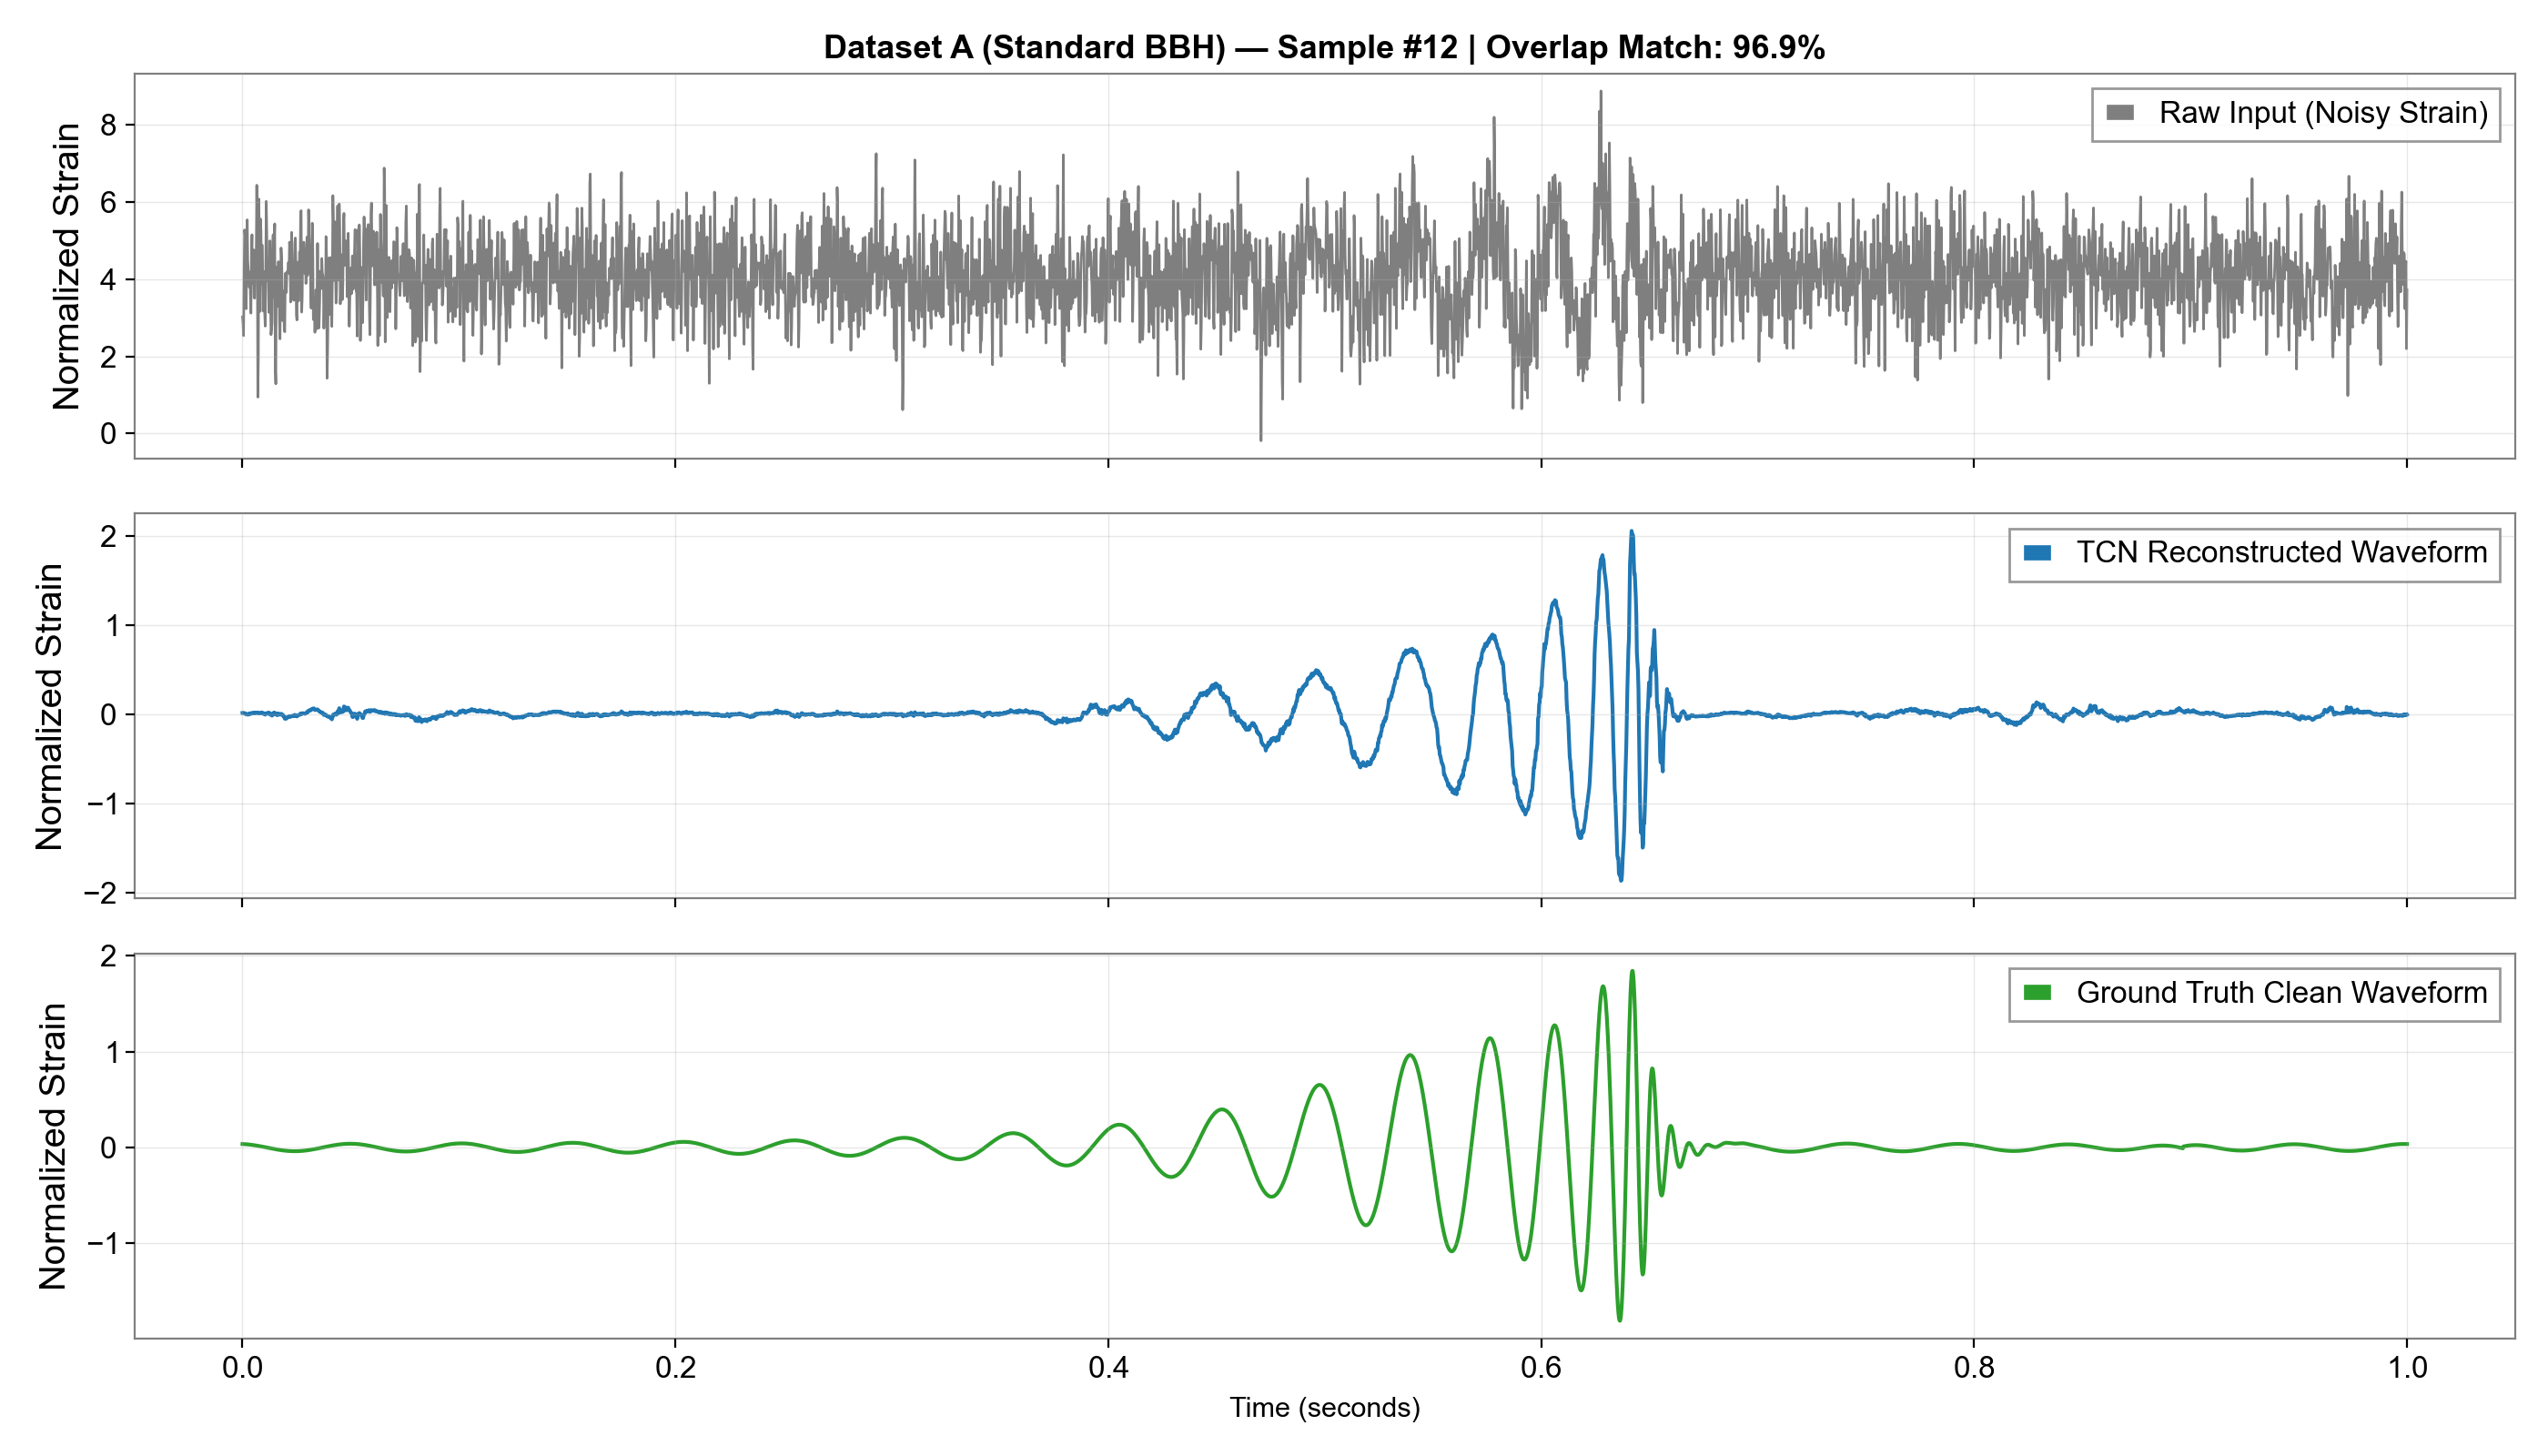 Dataset A (Standard BBH) — Sample #12 | Overlap Match: 96.9%
Normalized Strain
8
6
4
2
0
Raw Input (Noisy Strain)
Normalized Strain
2
1
0
−1
−2
TCN Reconstructed Waveform
Normalized Strain
2
1
0
−1
Ground Truth Clean Waveform
0.0 0.2 0.4 0.6 0.8 1.0
Time (seconds)